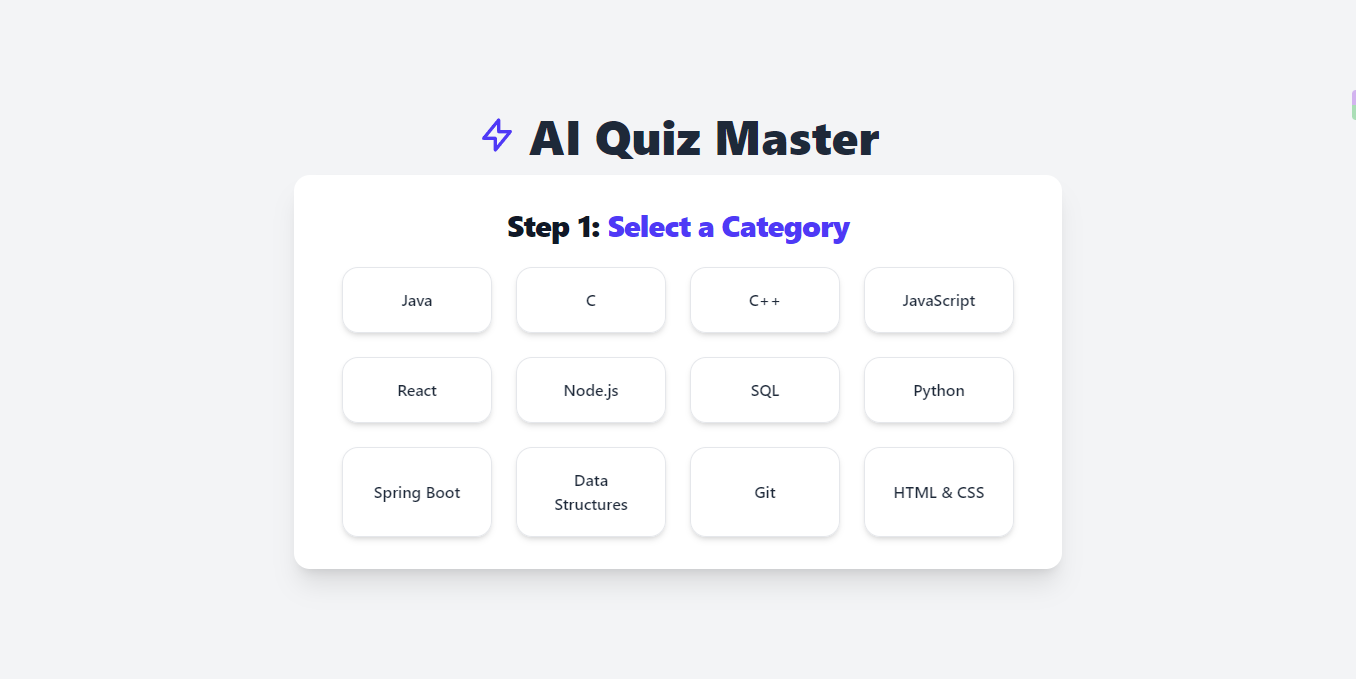 AI Quiz Master
Step 1: Select a Category
Java
C
C++
JavaScript
React
Node.js
SQL
Python
Spring Boot
Data
Structures
Git
HTML & CSS